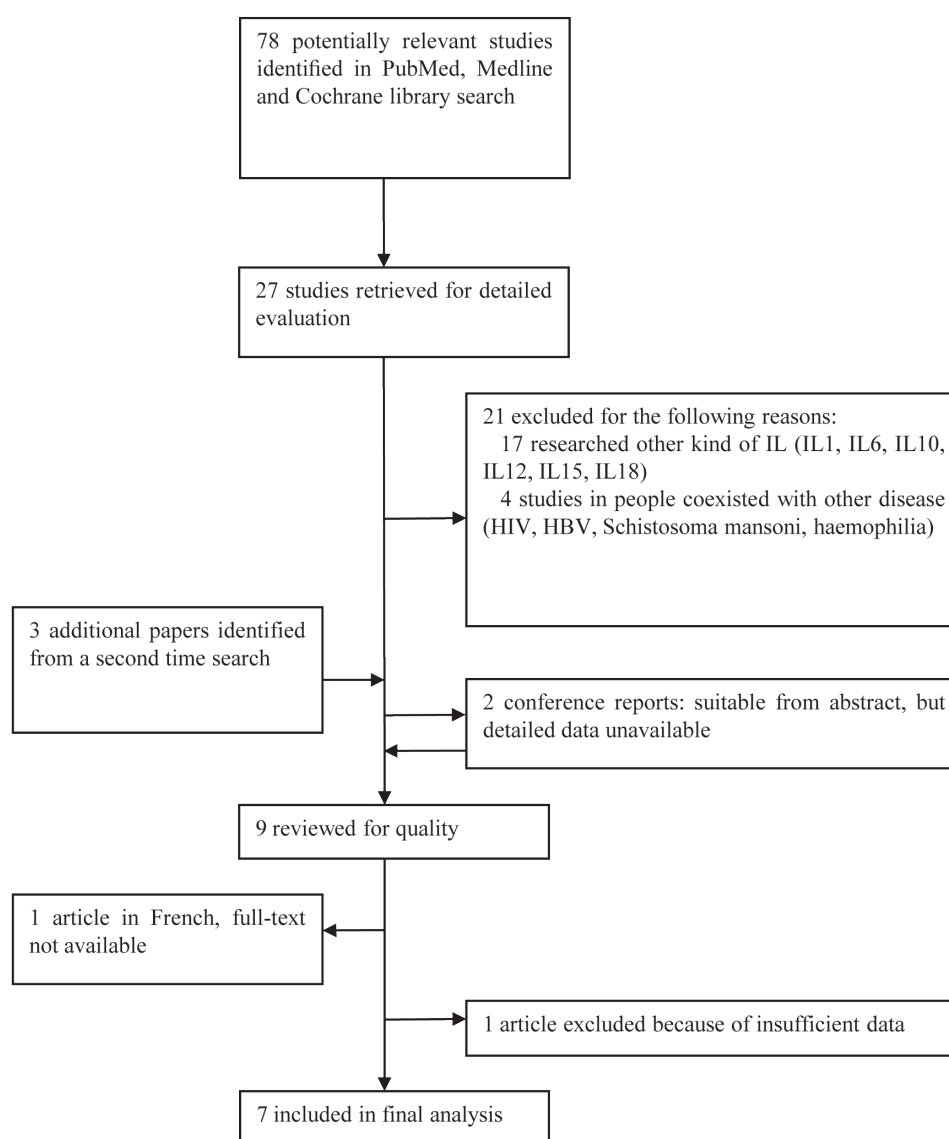 78 potentially relevant studies
identified in PubMed, Medline
and Cochrane library search
27 studies retrieved for detailed
evaluation
21 excluded for the following reasons:
17 researched other kind of IL (IL1, IL6, IL10,
IL12, IL15, IL18)
4 studies in people coexisted with other disease
(HIV, HBV, Schistosoma mansoni, haemophilia)
3 additional papers identified
from a second time search
2 conference reports: suitable from abstract, but
detailed data unavailable
9 reviewed for quality
1 article in French, full-text
not available
1 article excluded because of insufficient data
7 included in final analysis